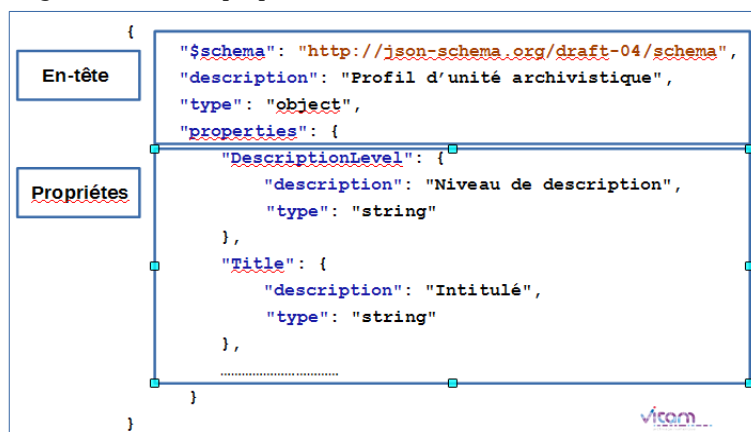 {
"$schema": "http://json-schema.org/draft-04/schema",
En-tête
"description": "Profil d’unité archivistique",
"type": "object",
"properties": {
"DescriptionLevel": {
Propriétes
"description": "Niveau de description",
"type": "string"
},
"Title": {
"description": "Intitulé",
"type": "string"
},
....................................
}
}
vitam